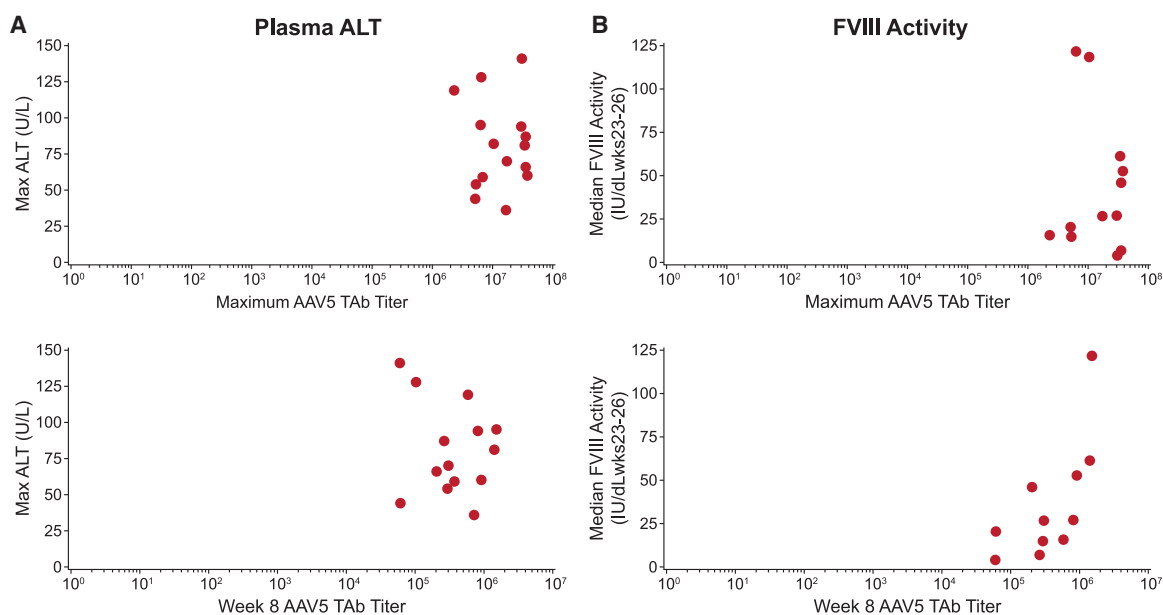 A
Plasma ALT
B
FVIII Activity
150
125
100
75
50
25
0
Max ALT (U/L)
10⁰ 10¹ 10² 10³ 10⁴ 10⁵ 10⁶ 10⁷ 10⁸
Maximum AAV5 TAb Titer
125
100
75
50
25
0
Median FVIII Activity
(IU/dLwks23-26)
10⁰ 10¹ 10² 10³ 10⁴ 10⁵ 10⁶ 10⁷ 10⁸
Maximum AAV5 TAb Titer
150
125
100
75
50
25
0
Max ALT (U/L)
10⁰ 10¹ 10² 10³ 10⁴ 10⁵ 10⁶ 10⁷
Week 8 AAV5 TAb Titer
125
100
75
50
25
0
Median FVIII Activity
(IU/dLwks23-26)
10⁰ 10¹ 10² 10³ 10⁴ 10⁵ 10⁶ 10⁷
Week 8 AAV5 TAb Titer